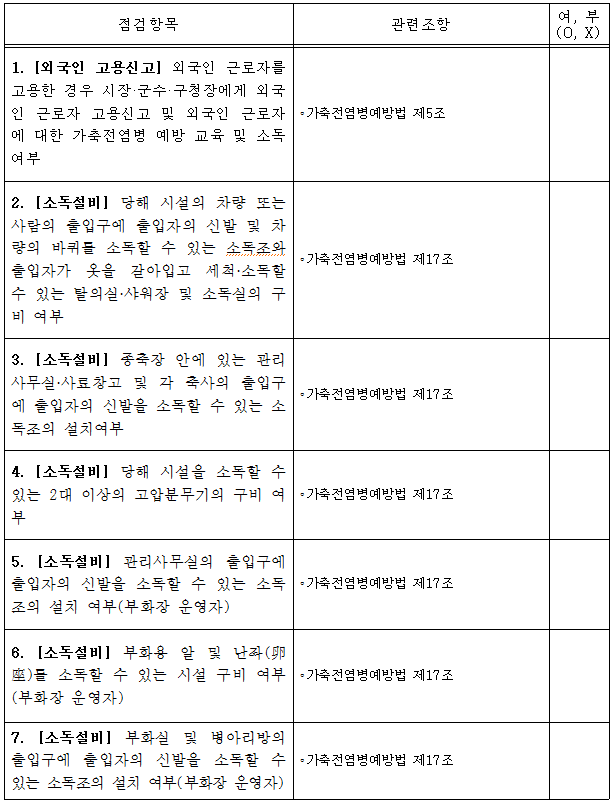 점검항목
관련조항
여, 부
(O, X)
1. [외국인 고용신고] 외국인 근로자를
고용한 경우 시장·군수·구청장에게 외국
인 근로자 고용신고 및 외국인 근로자
에 대한 가축전염병 예방 교육 및 소독
여부
◦가축전염병예방법 제5조
2. [소독설비] 당해 시설의 차량 또는
사람의 출입구에 출입자의 신발 및 차
량의 바퀴를 소독할 수 있는 소독조와
출입자가 옷을 갈아입고 세척·소독할
수 있는 탈의실·샤워장 및 소독실의 구
비 여부
◦가축전염병예방법 제17조
3. [소독설비] 종축장 안에 있는 관리
사무실·사료창고 및 각 축사의 출입구
에 출입자의 신발을 소독할 수 있는 소
독조의 설치여부
◦가축전염병예방법 제17조
4. [소독설비] 당해 시설을 소독할 수
있는 2대 이상의 고압분무기의 구비 여
부
◦가축전염병예방법 제17조
5. [소독설비] 관리사무실의 출입구에
출입자의 신발을 소독할 수 있는 소독
조의 설치 여부(부화장 운영자)
◦가축전염병예방법 제17조
6. [소독설비] 부화용 알 및 난좌(卵
座)를 소독할 수 있는 시설 구비 여부
(부화장 운영자)
◦가축전염병예방법 제17조
7. [소독설비] 부화실 및 병아리방의
출입구에 출입자의 신발을 소독할 수
있는 소독조의 설치 여부(부화장 운영자)
◦가축전염병예방법 제17조